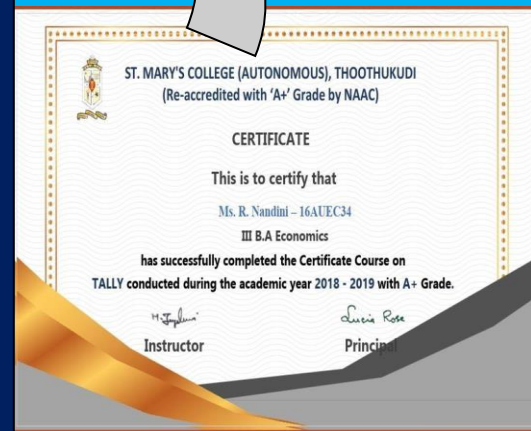 ST. MARY'S COLLEGE (AUTONOMOUS), THOOTHUKUDI
(Re-accredited with ‘A+’ Grade by NAAC)
CERTIFICATE
This is to certify that
Ms. R. Nandini – 16AUEC34
III B.A Economics
has successfully completed the Certificate Course on
TALLY conducted during the academic year 2018 - 2019 with A+ Grade.
Lucia Rose
Instructor Principal